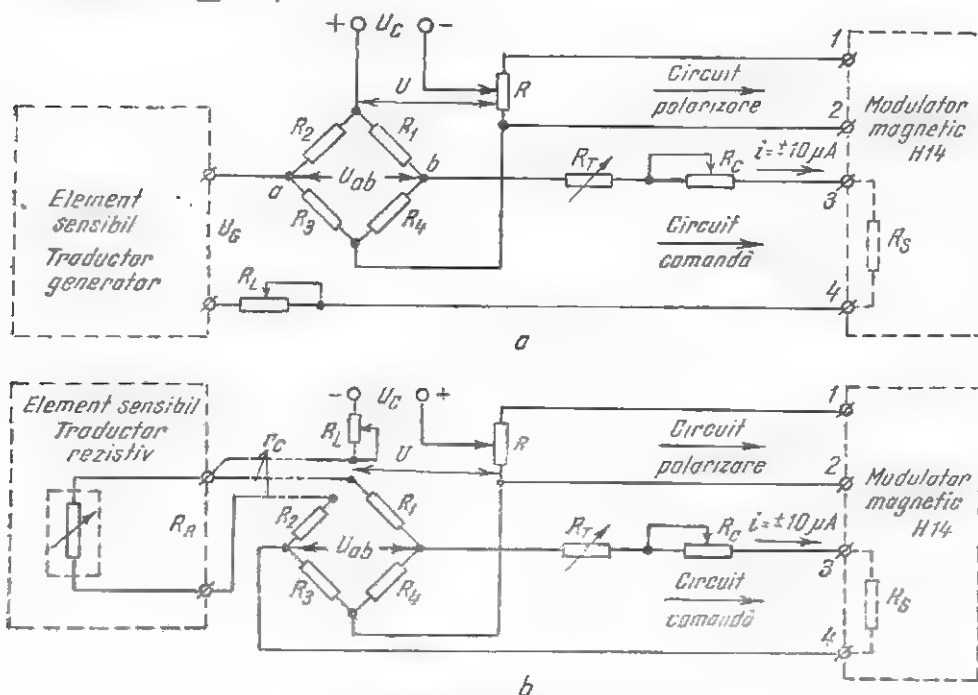 + U_C -
1
U
R
Circuit
polarizare
2
Modulator
magnetic
H14
R_2
R_1
a
U_ab
b
R_T
R_C
i=±10μA
3
R_3
R_4
Element
sensibil
Traductor
generator
U_G
Circuit
comandă
R_S
R_L
4
a
Element sensibil
Traductor
rezistiv
r_C
- U_C +
R_L
1
U
R
Circuit
polarizare
2
Modulator
magnetic
H14
R_R
R_2
R_1
U_ab
R_T
R_C
i=±10μA
3
R_3
R_4
Circuit
comandă
R_S
4
b